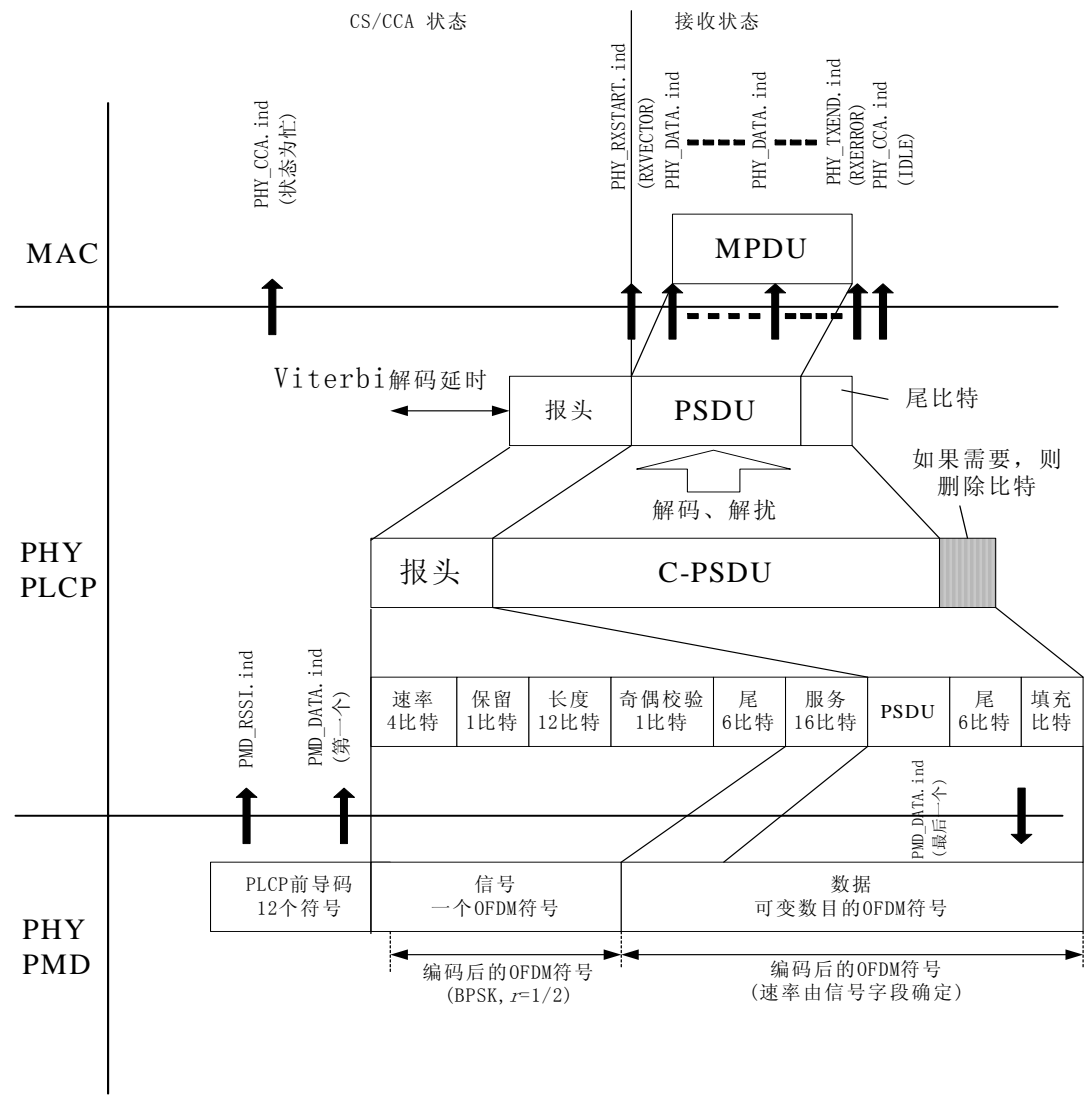 CS/CCA 状态
接收状态
PHY_CCA.ind
(状态为忙)
PHY_RXSTART.ind
(RXVECTOR)
PHY_DATA.ind
PHY_DATA.ind
PHY_TXEND.ind
(RXERROR)
PHY_CCA.ind
(IDLE)
MAC
MPDU
Viterbi解码延时
报头
PSDU
尾比特
如果需要，则
删除比特
解码、解扰
PHY
PLCP
报头
C-PSDU
PMD_RSSI.ind
PMD_DATA.ind
(第一个)
速率
4比特
保留
1比特
长度
12比特
奇偶校验
1比特
尾
6比特
服务
16比特
PSDU
尾
6比特
填充
比特
PMD_DATA.ind
(最后一个)
PHY
PMD
PLCP前导码
12个符号
信号
一个OFDM符号
数据
可变数目的OFDM符号
编码后的OFDM符号
(BPSK,r=1/2)
编码后的OFDM符号
(速率由信号字段确定)